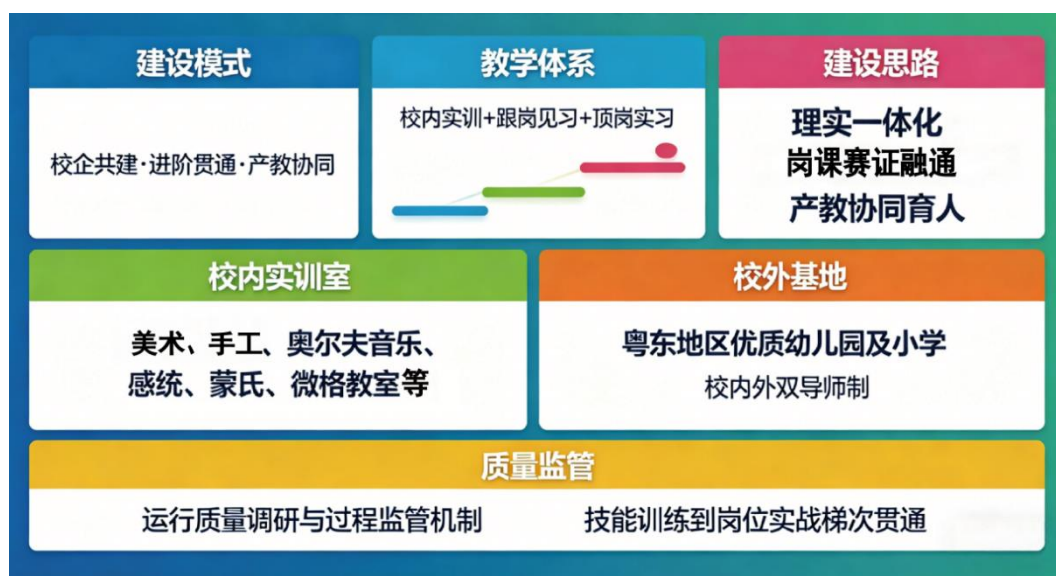 建设模式
校企共建·进阶贯通·产教协同
教学体系
校内实训+跟岗见习+顶岗实习
建设思路
理实一体化
岗课赛证融通
产教协同育人
校内实训室
美术、手工、奥尔夫音乐、
感统、蒙氏、微格教室等
校外基地
粤东地区优质幼儿园及小学
校内外双导师制
质量监管
运行质量调研与过程监管机制
技能训练到岗位实战梯次贯通